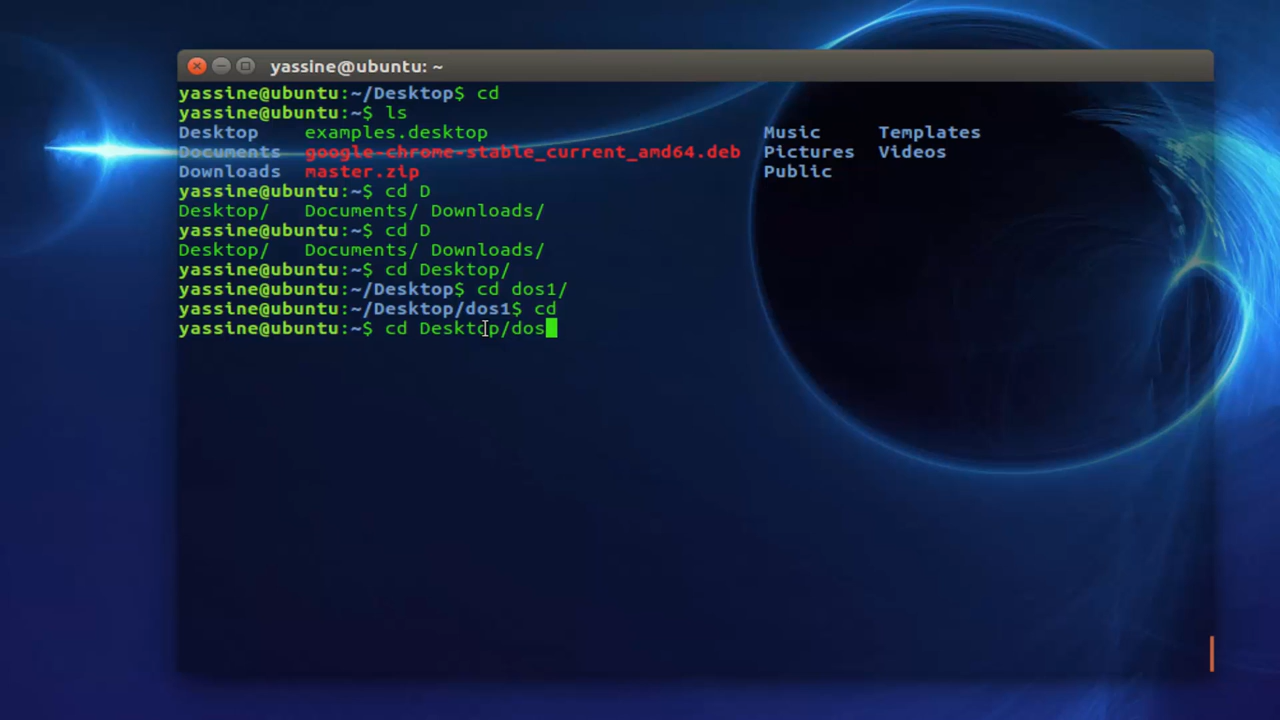 yassine@ubuntu: ~
yassine@ubuntu:~/Desktop$ cd
yassine@ubuntu:~$ ls
Desktop examples.desktop Music Templates
Documents google-chrome-stable_current_amd64.deb Pictures Videos
Downloads master.zip Public
yassine@ubuntu:~$ cd D
Desktop/ Documents/ Downloads/
yassine@ubuntu:~$ cd D
Desktop/ Documents/ Downloads/
yassine@ubuntu:~$ cd Desktop/
yassine@ubuntu:~/Desktop$ cd dos1/
yassine@ubuntu:~/Desktop/dos1$ cd
yassine@ubuntu:~$ cd Desktop/dos